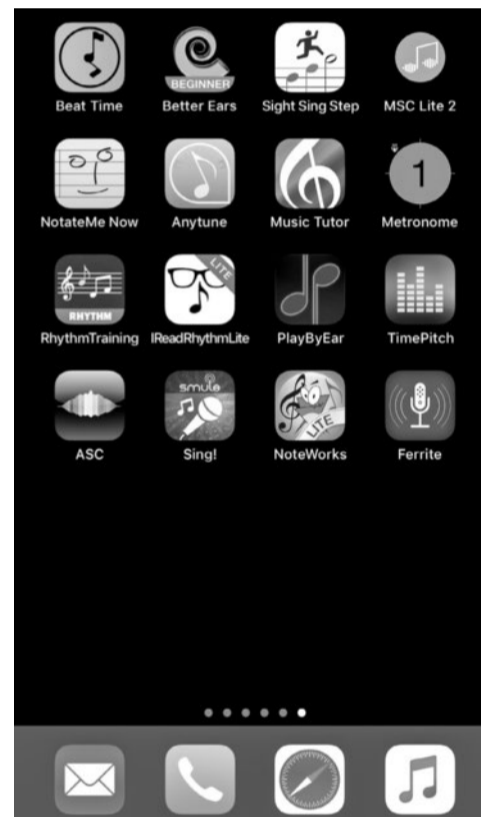 Beat Time
BEGINNER
Better Ears
Sight Sing Step
MSC Lite 2
NotateMe Now
Anytune
Music Tutor
1
Metronome
RHYTHM
RhythmTraining
LITE
IReadRhythmLite
PlayByEar
TimePitch
ASC
smule
Sing!
LITE
NoteWorks
Ferrite